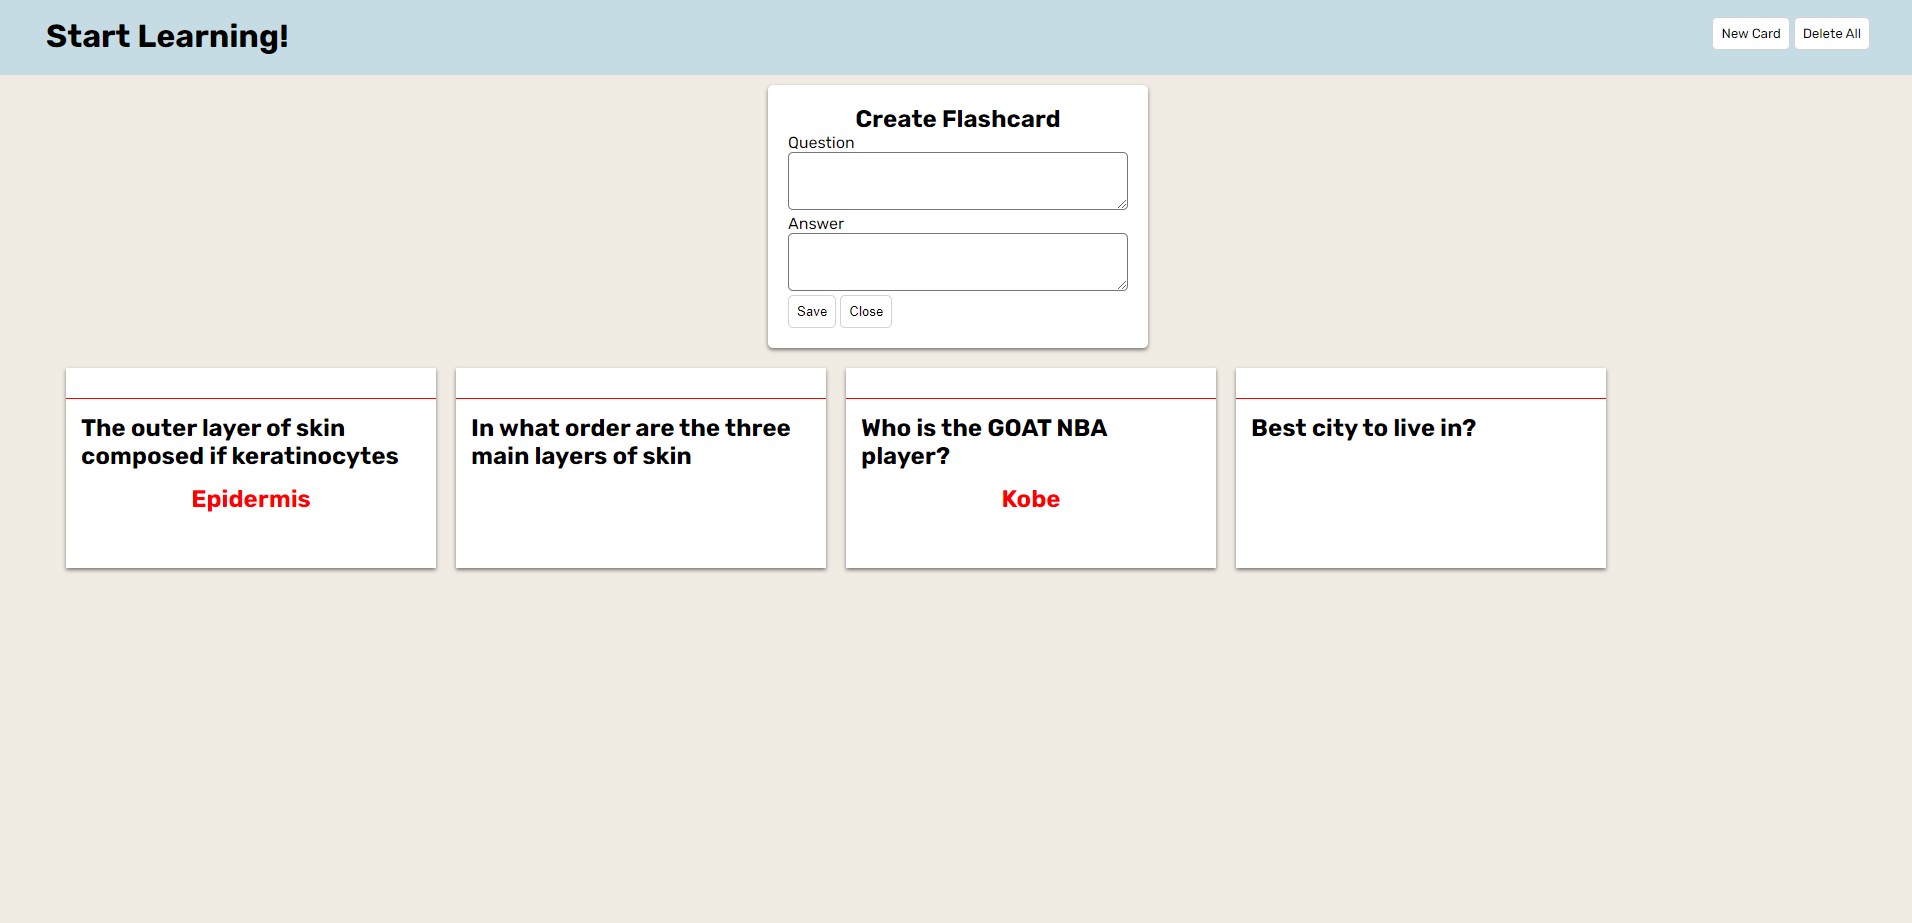 Start Learning!
New Card
Delete All
Create Flashcard
Question
Answer
Save
Close
The outer layer of skin
composed if keratinocytes
Epidermis
In what order are the three
main layers of skin
Who is the GOAT NBA
player?
Kobe
Best city to live in?